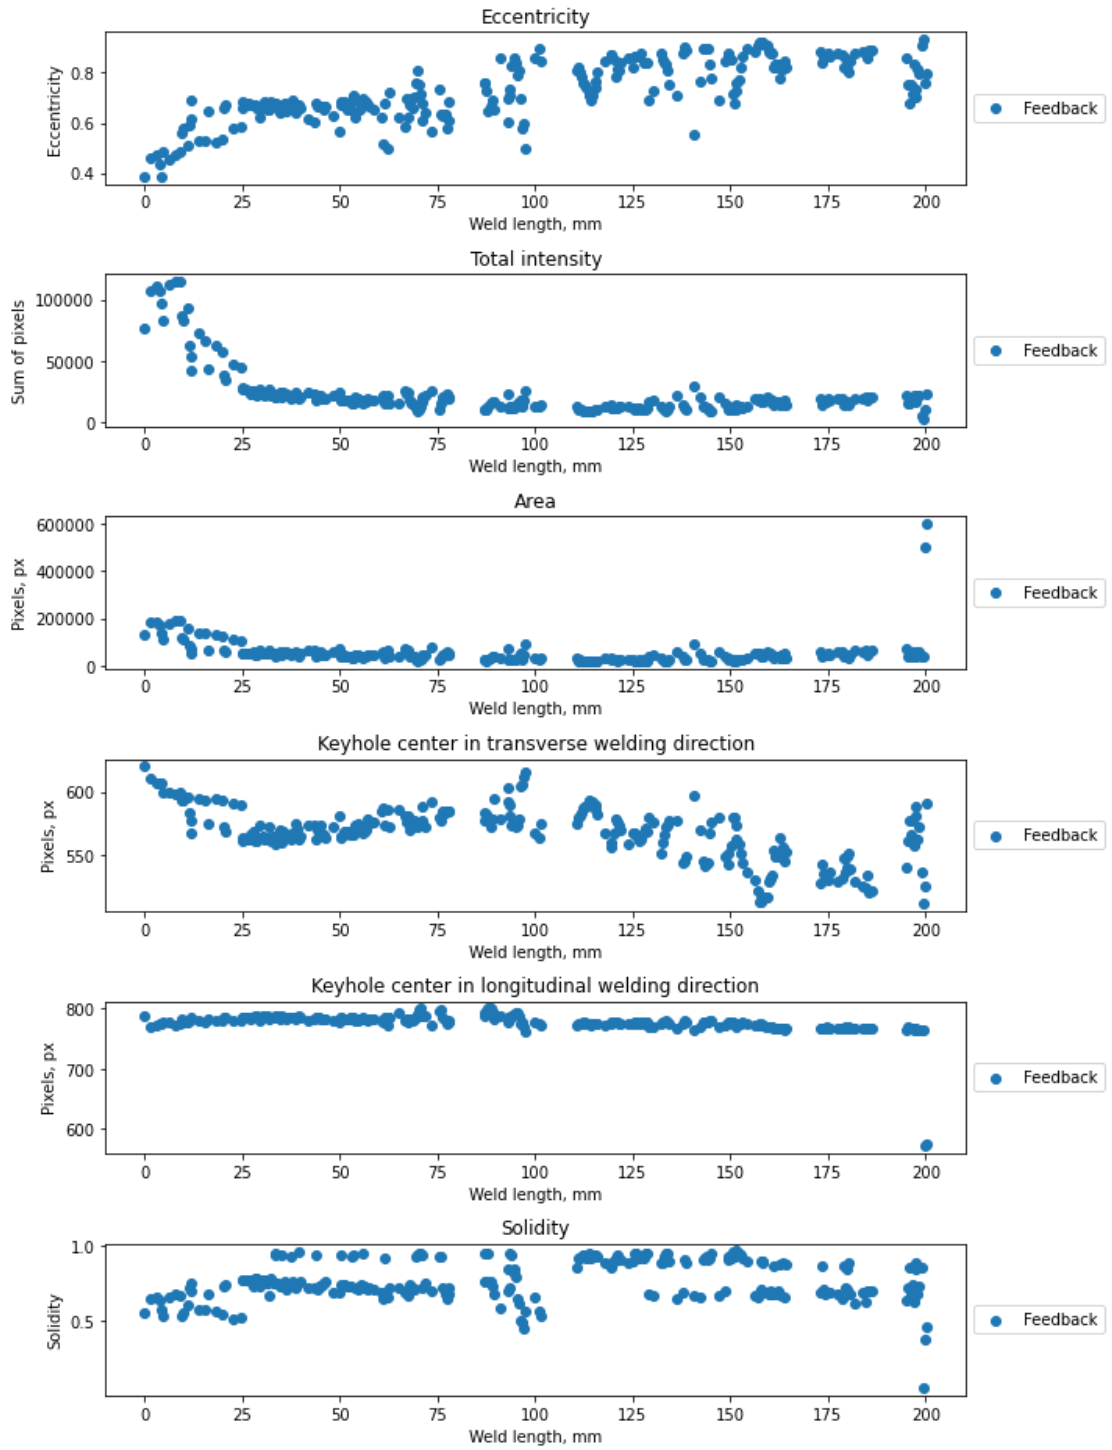 Eccentricity
0.8
0.6
0.4
Eccentricity
0 25 50 75 100 125 150 175 200
Weld length, mm
Feedback
Total intensity
100000
50000
0
Sum of pixels
0 25 50 75 100 125 150 175 200
Weld length, mm
Feedback
Area
600000
400000
200000
0
Pixels, px
0 25 50 75 100 125 150 175 200
Weld length, mm
Feedback
Keyhole center in transverse welding direction
600
550
Pixels, px
0 25 50 75 100 125 150 175 200
Weld length, mm
Feedback
Keyhole center in longitudinal welding direction
800
700
600
Pixels, px
0 25 50 75 100 125 150 175 200
Weld length, mm
Feedback
Solidity
1.0
0.5
Solidity
0 25 50 75 100 125 150 175 200
Weld length, mm
Feedback